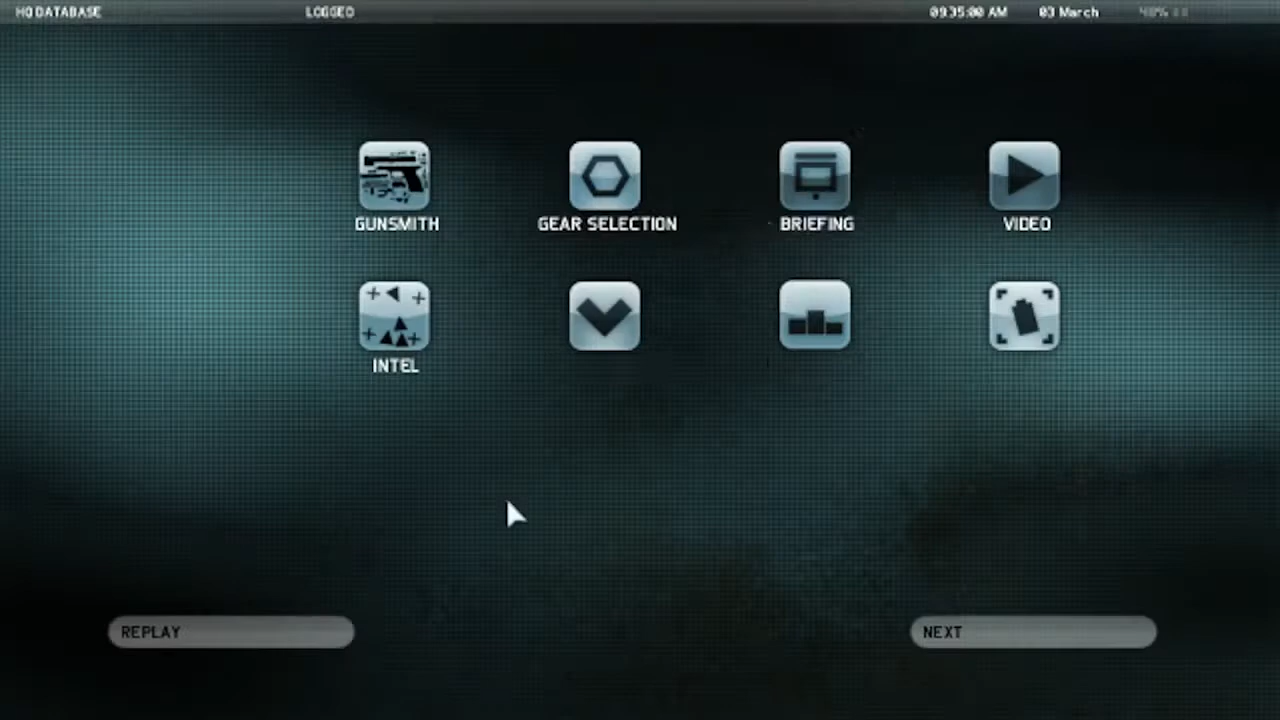 HQ DATABASE LOGGED 09:35:00 AM 03 March
GUNSMITH GEAR SELECTION BRIEFING VIDEO
INTEL
REPLAY NEXT